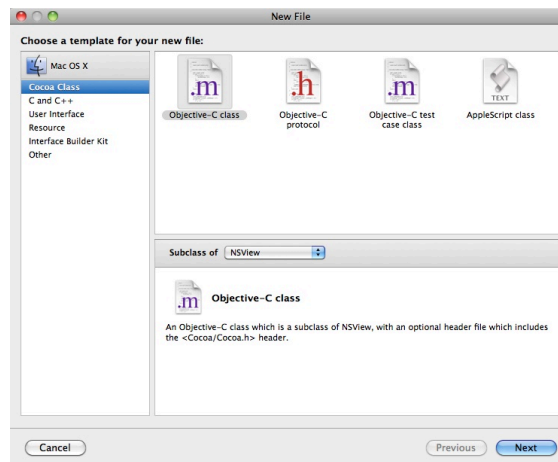 New File
Choose a template for your new file:
Mac OS X
Cocoa Class
C and C++
User Interface
Resource
Interface Builder Kit
Other
.m
.h
.m
TEXT
Objective-C class
Objective-C
protocol
Objective-C test
case class
AppleScript class
Subclass of NSView
.m
Objective-C class
An Objective-C class which is a subclass of NSView, with an optional header file which includes
the <Cocoa/Cocoa.h> header.
Cancel
Previous
Next